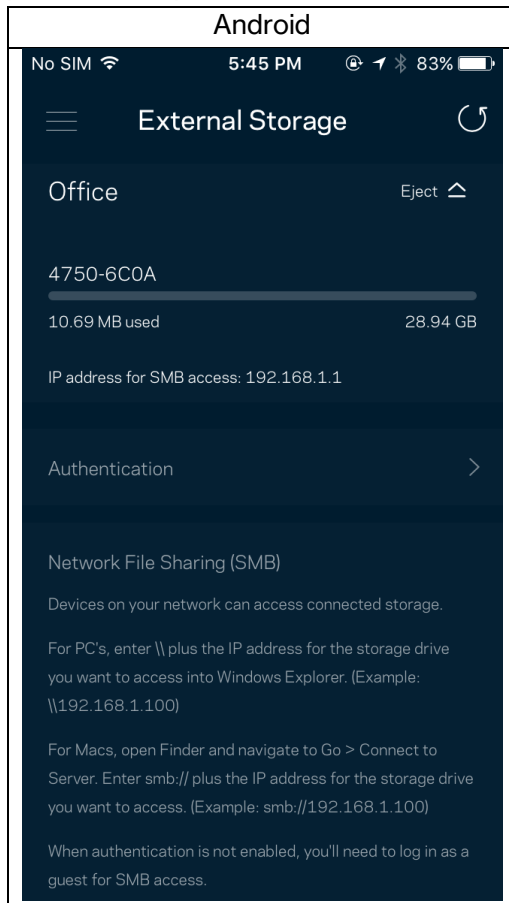 Android
No SIM 5:45 PM 83%
External Storage
Office Eject
4750-6C0A
10.69 MB used 28.94 GB
IP address for SMB access: 192.168.1.1
Authentication
Network File Sharing (SMB)
Devices on your network can access connected storage.
For PC's, enter \\ plus the IP address for the storage drive
you want to access into Windows Explorer. (Example:
\\192.168.1.100)
For Macs, open Finder and navigate to Go > Connect to
Server. Enter smb:// plus the IP address for the storage drive
you want to access. (Example: smb://192.168.1.100)
When authentication is not enabled, you'll need to log in as a
guest for SMB access.